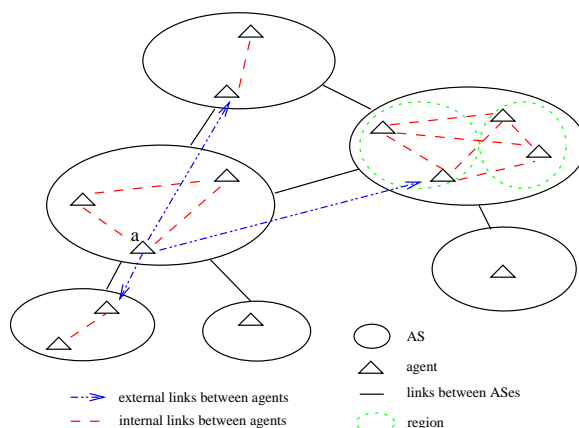 a
AS
agent
external links between agents
links between ASes
internal links between agents
region